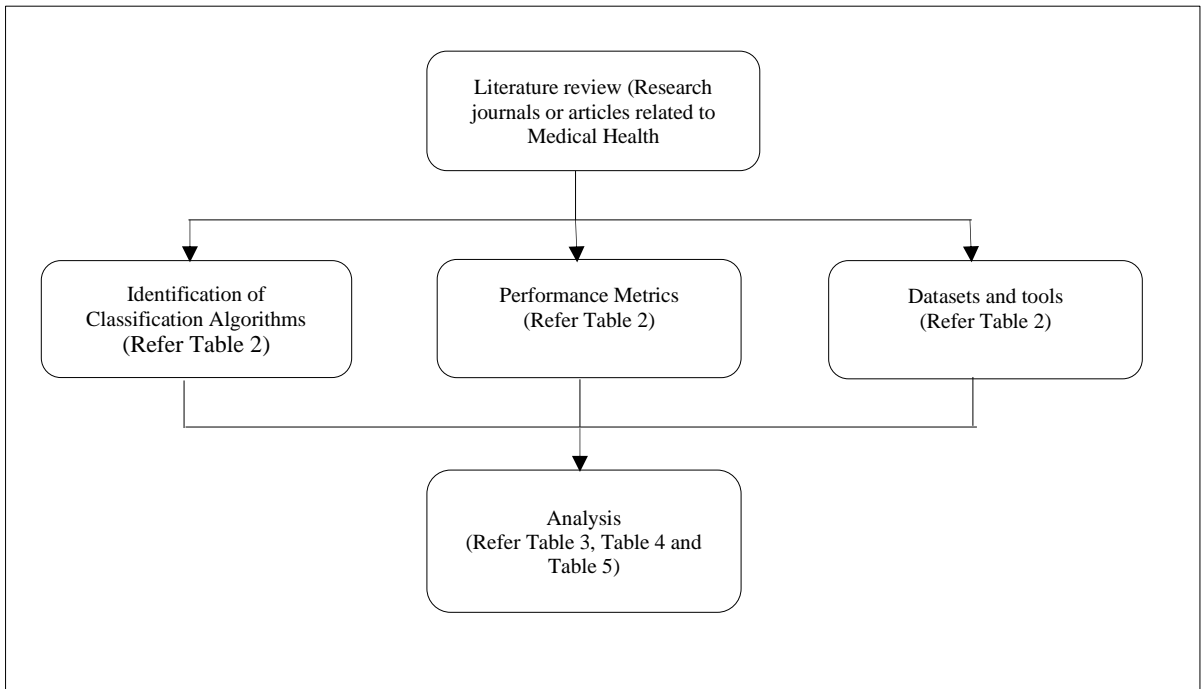 Literature review (Research
journals or articles related to
Medical Health
Identification of
Classification Algorithms
(Refer Table 2)
Performance Metrics
(Refer Table 2)
Datasets and tools
(Refer Table 2)
Analysis
(Refer Table 3, Table 4 and
Table 5)